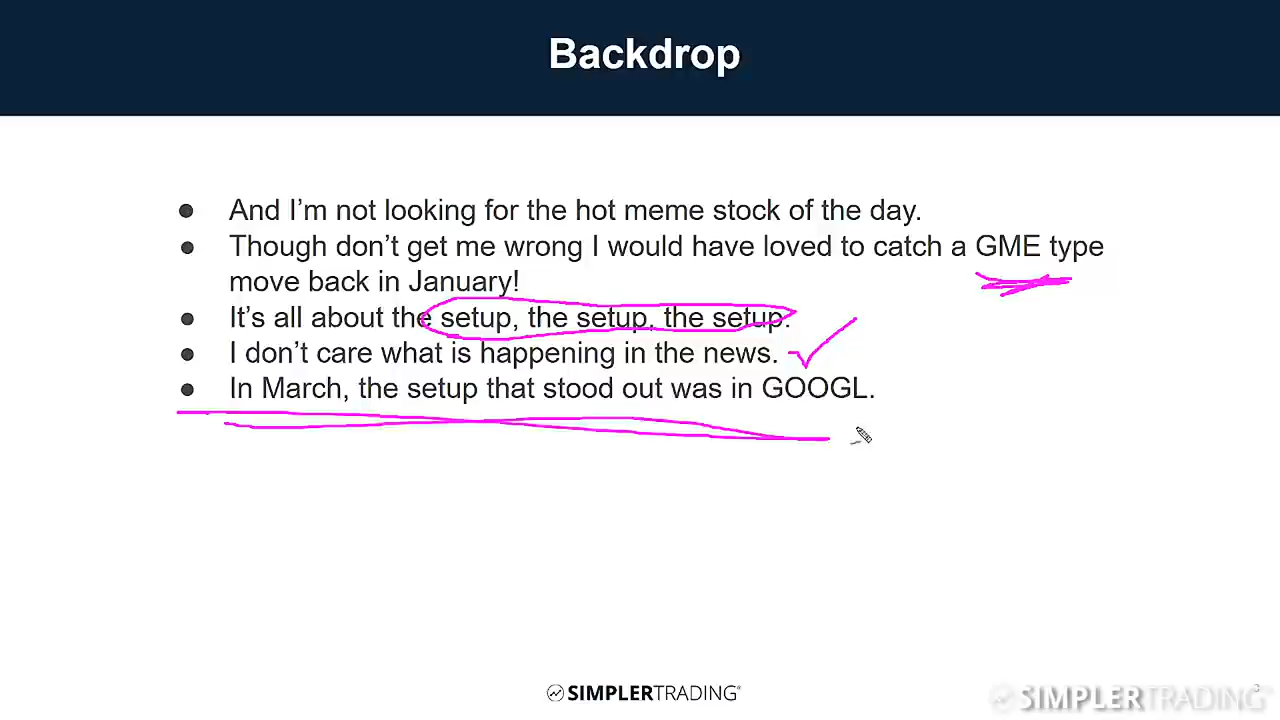 Backdrop
● And I’m not looking for the hot meme stock of the day.
● Though don’t get me wrong I would have loved to catch a GME type
move back in January!
● It’s all about the setup, the setup, the setup.
● I don’t care what is happening in the news.
● In March, the setup that stood out was in GOOGL.
SIMPLERTRADING®
SIMPLERTRADING®
3